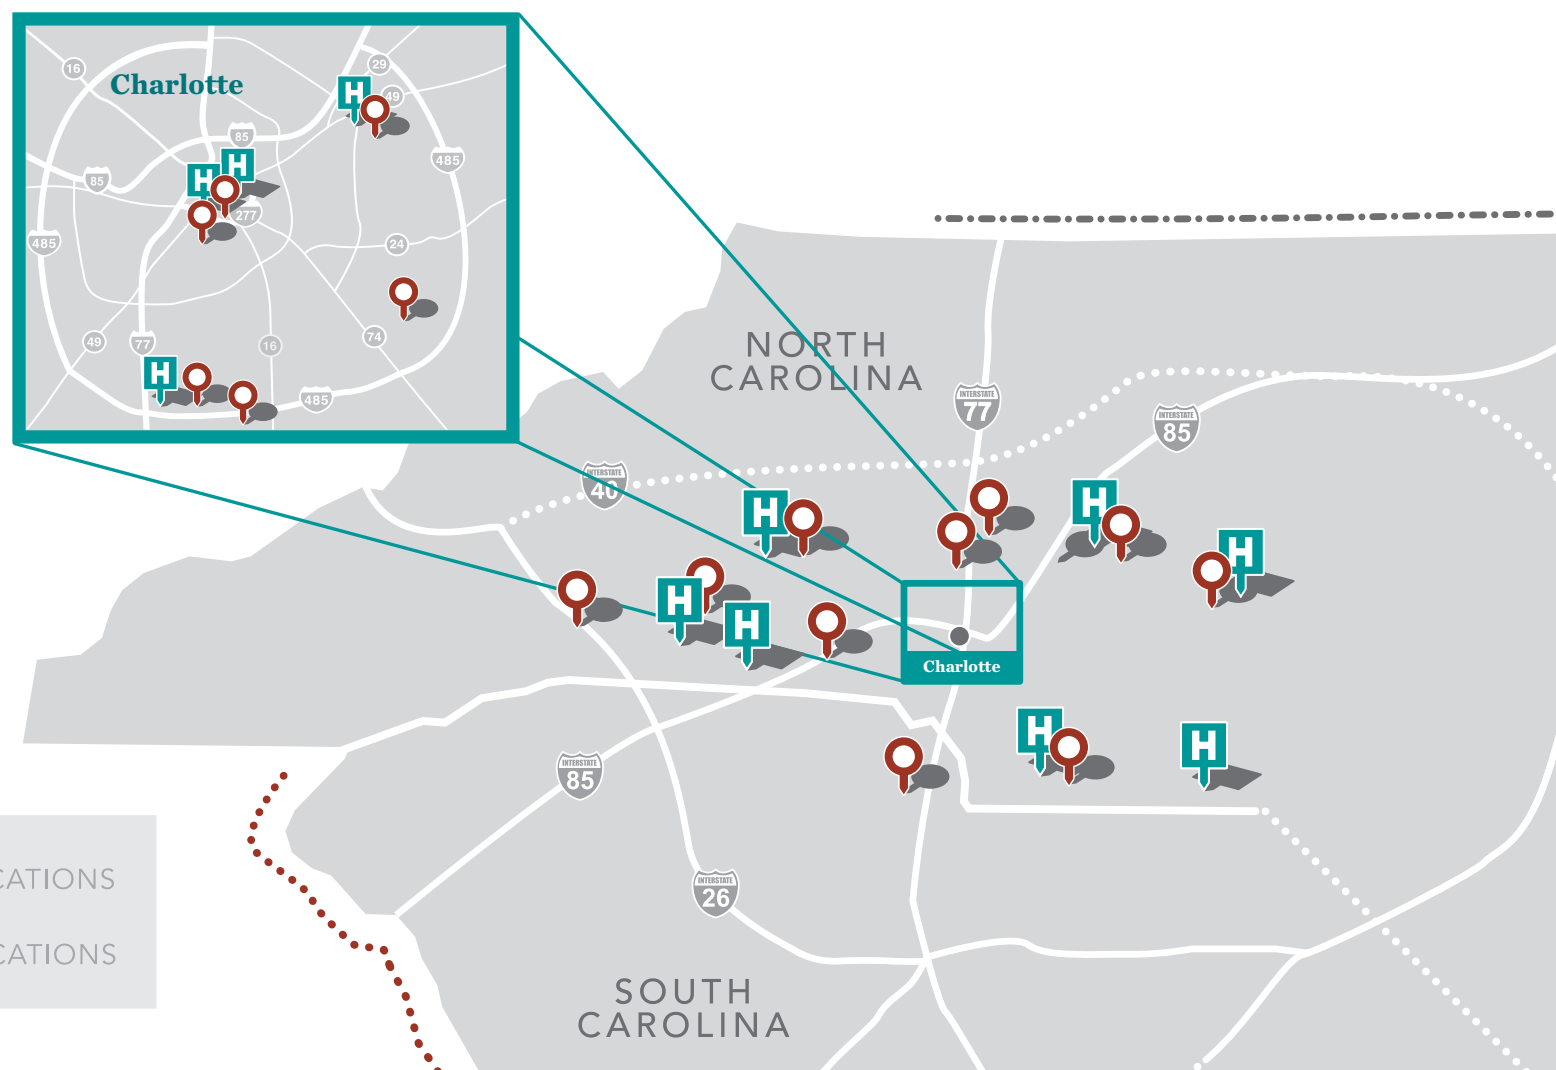 Charlotte
16
29
49
85
485
85
277
485
24
49
77
16
74
485
NORTH
CAROLINA
INTERSTATE
77
INTERSTATE
85
INTERSTATE
40
H
H
H
H
H
H
H
H
H
H
H
Charlotte
INTERSTATE
85
INTERSTATE
26
CATIONS
CATIONS
SOUTH
CAROLINA